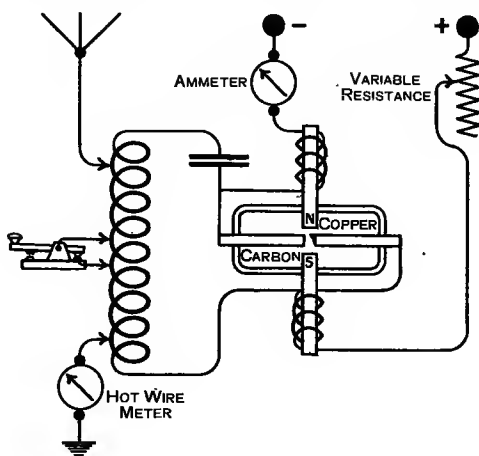 -
+
AMMETER
VARIABLE
RESISTANCE
N
COPPER
CARBON
S
HOT WIRE
METER